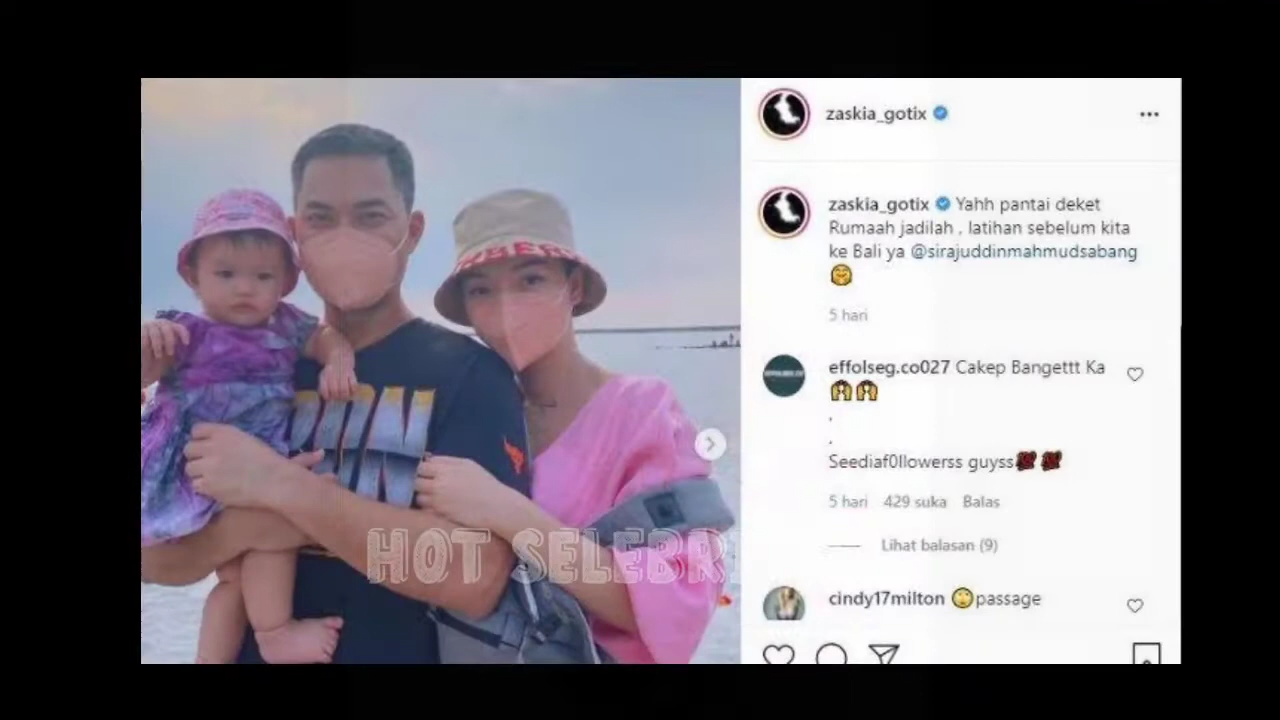 zaskia_gotix
zaskia_gotix Yahh pantai deket
Rumaah jadilah , latihan sebelum kita
ke Bali ya @sirajuddinmahmudsabang
🤗
5 hari
effolseg.co027 Cakep Bangettt Ka
🙌🙌
.
.
Seediaf0llowerss guyss💯 💯
5 hari 429 suka Balas
Lihat balasan (9)
cindy17milton 🙄passage
HOT SELEBRI